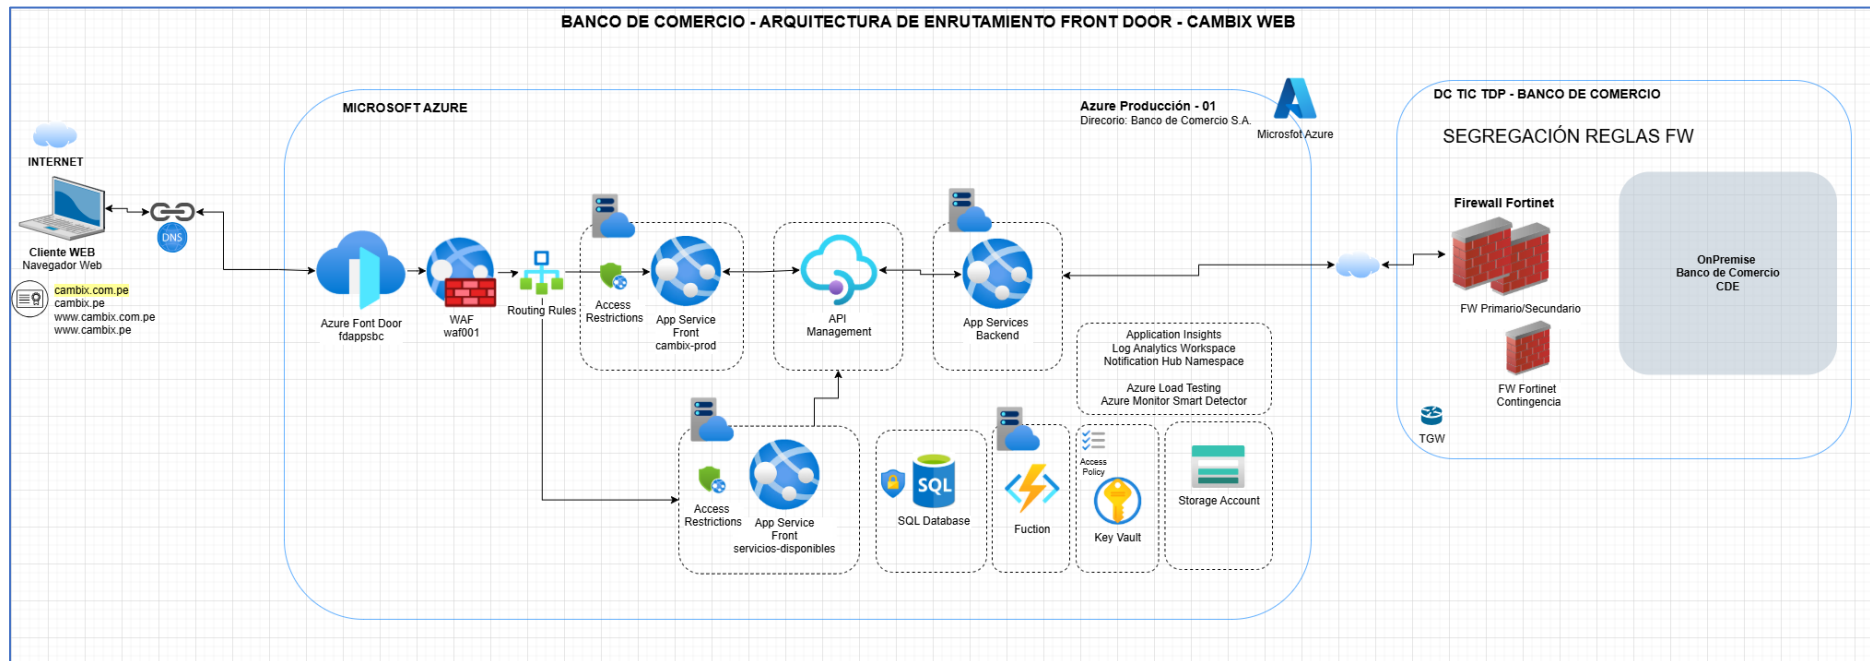 BANCO DE COMERCIO - ARQUITECTURA DE ENRUTAMIENTO FRONT DOOR - CAMBIX WEB
INTERNET
Cliente WEB
Navegador Web
cambix.com.pe
cambix.pe
www.cambix.com.pe
www.cambix.pe
DNS
MICROSOFT AZURE
Azure Producción - 01
Direcorio: Banco de Comercio S.A.
Microsfot Azure
Azure Font Door
fdappsbc
WAF
waf001
Routing Rules
Access
Restrictions
App Service
Front
cambix-prod
API
Management
App Services
Backend
Application Insights
Log Analytics Workspace
Notification Hub Namespace
Azure Load Testing
Azure Monitor Smart Detector
Access
Restrictions
App Service
Front
servicios-disponibles
SQL
SQL Database
Fuction
Access
Policy
Key Vault
Storage Account
DC TIC TDP - BANCO DE COMERCIO
SEGREGACIÓN REGLAS FW
Firewall Fortinet
FW Primario/Secundario
FW Fortinet
Contingencia
TGW
OnPremise
Banco de Comercio
CDE